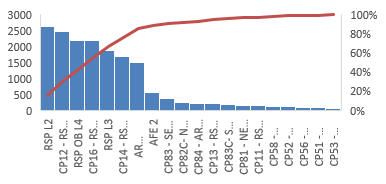 3000
2500
2000
1500
1000
500
0
100%
80%
60%
40%
20%
0%
RSP L2
CP12 - RS…
RSP OB L4
CP16 - RS…
RSP L3
CP14 - RS…
AR…
AFE 2
CP83 - SE…
CP82C- N…
CP84 - AR…
CP13 - RS…
CP83C- S…
CP81 - NE…
CP11 - RS…
CP58 -…
CP52 -…
CP56 -…
CP51 -…
CP53 -…